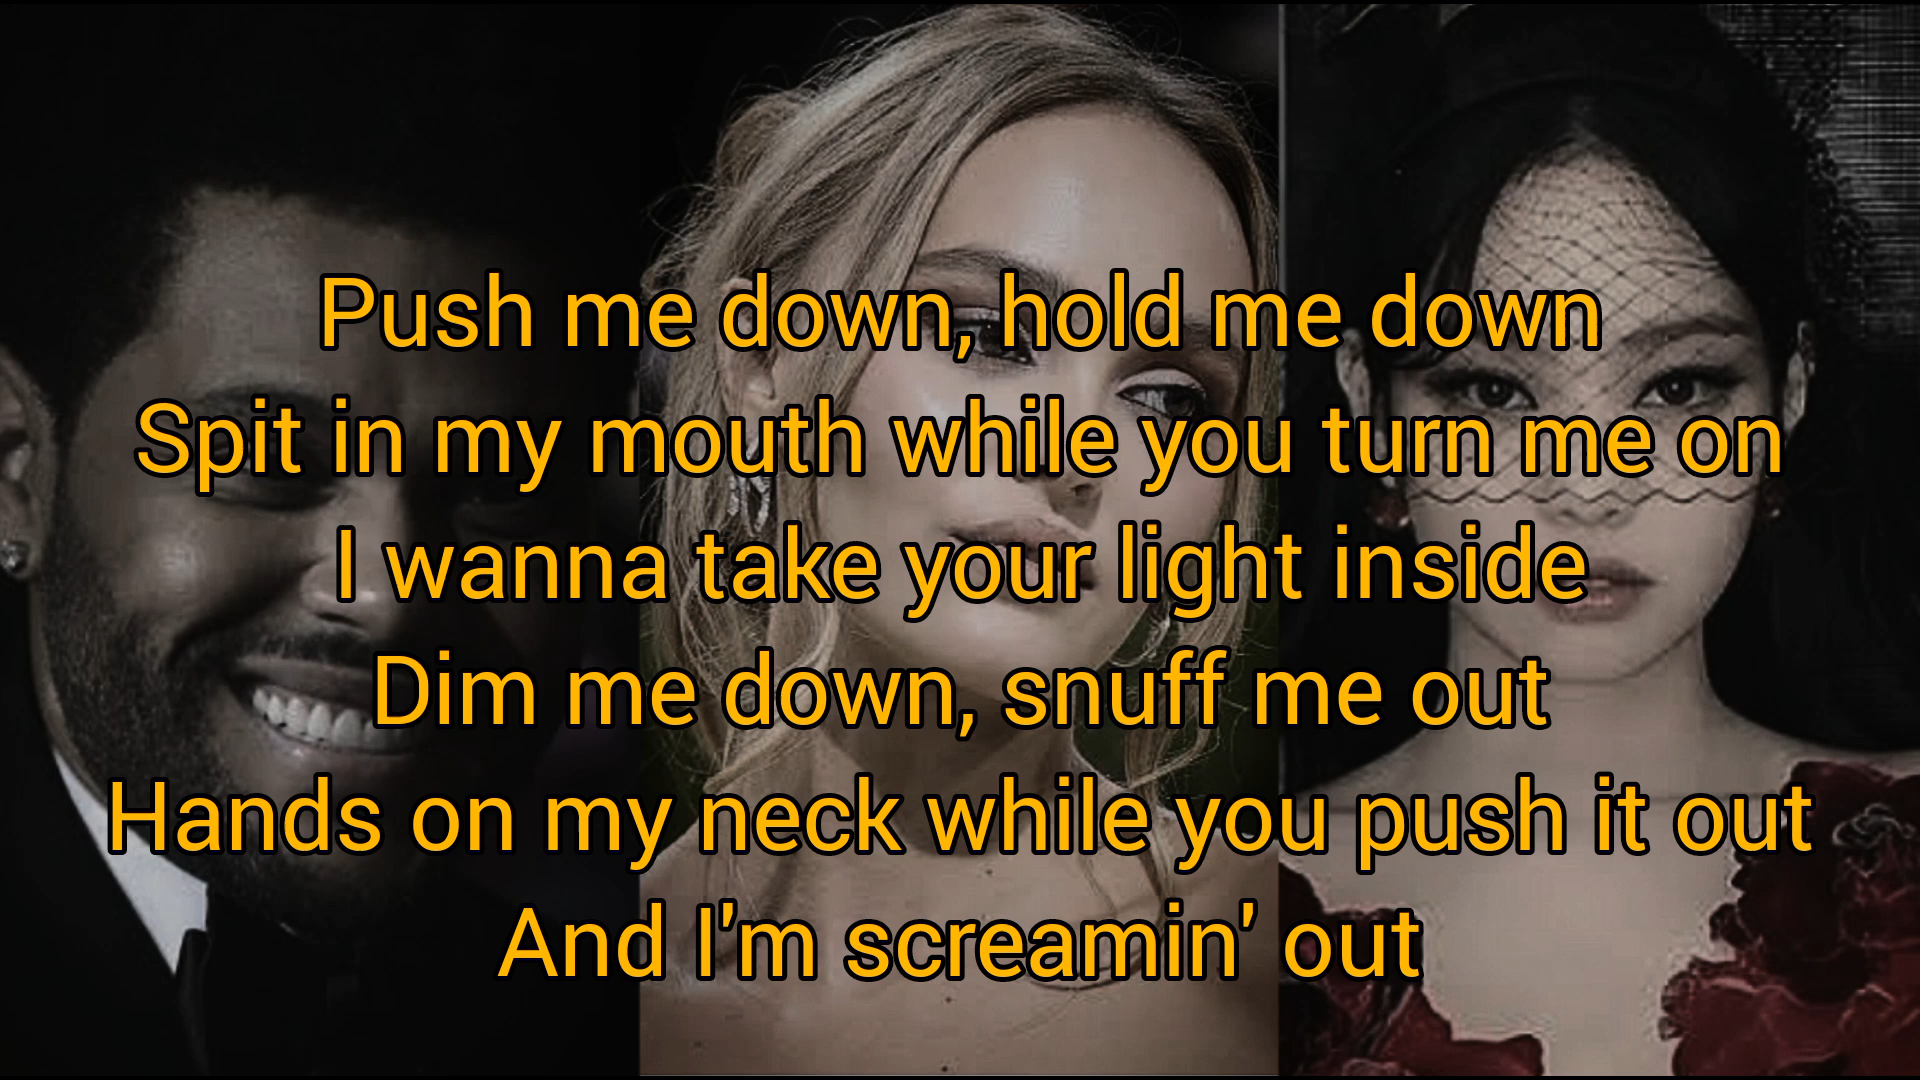 Push me down, hold me down
Spit in my mouth while you turn me on
I wanna take your light inside
Dim me down, snuff me out
Hands on my neck while you push it out
And I'm screamin' out